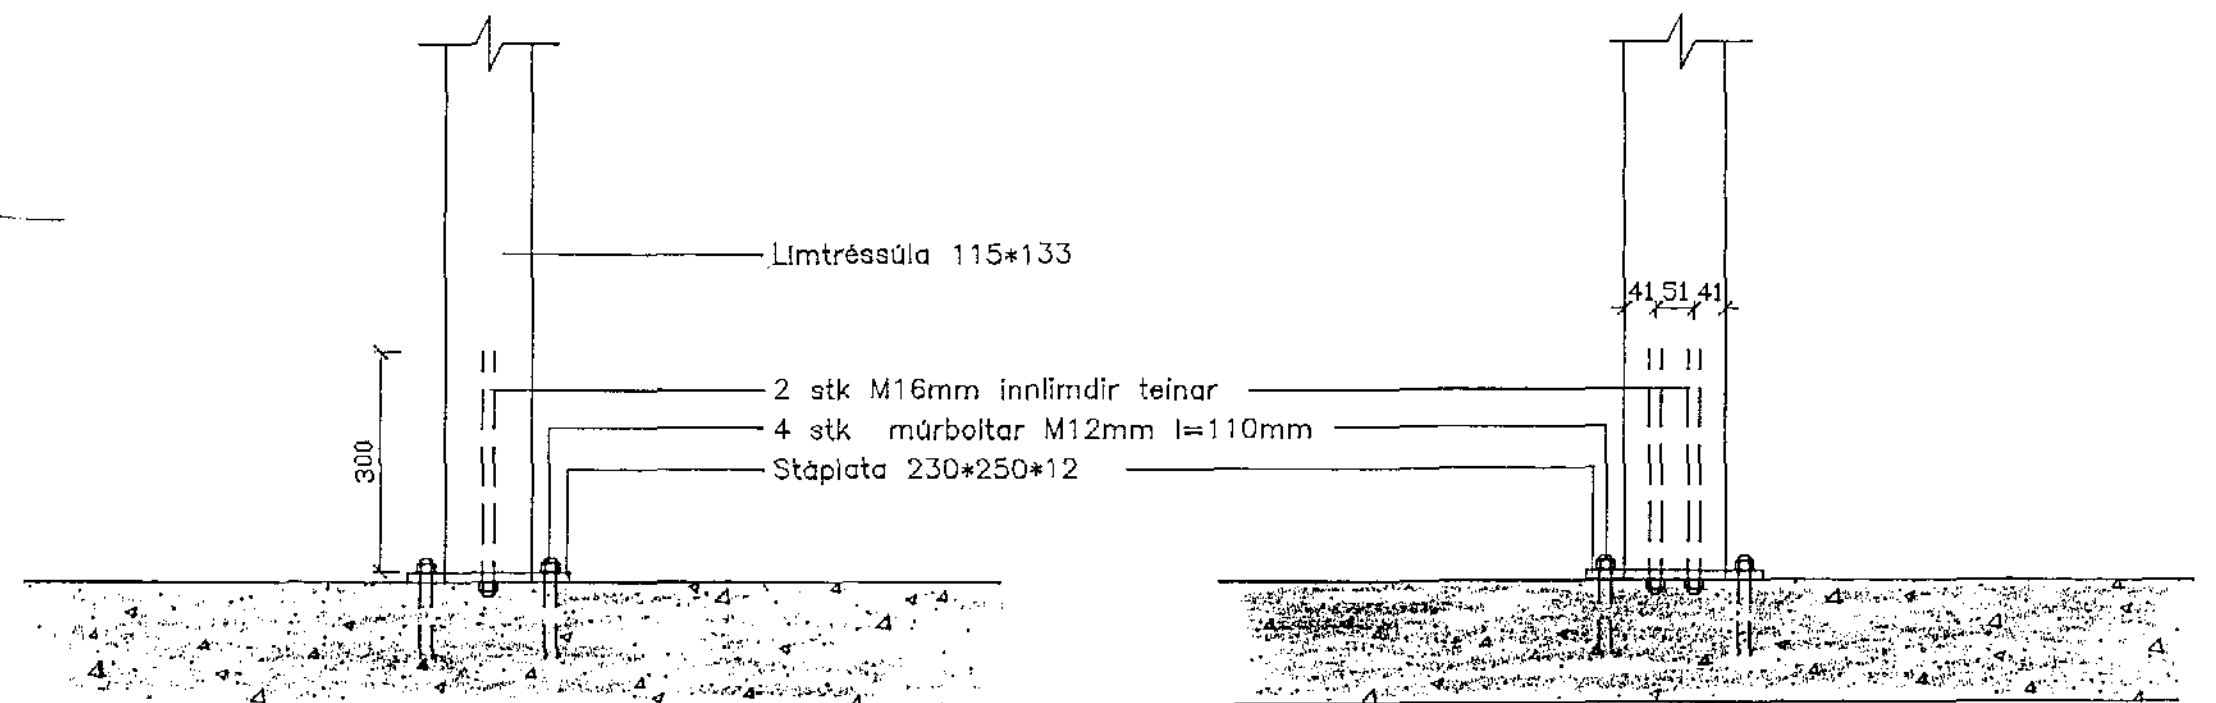 Límtréssúla 115*133
41 51 41
2 stk M16mm innlímdir teinar
4 stk múrboltar M12mm l=110mm
300
Stáplata 230*250*12